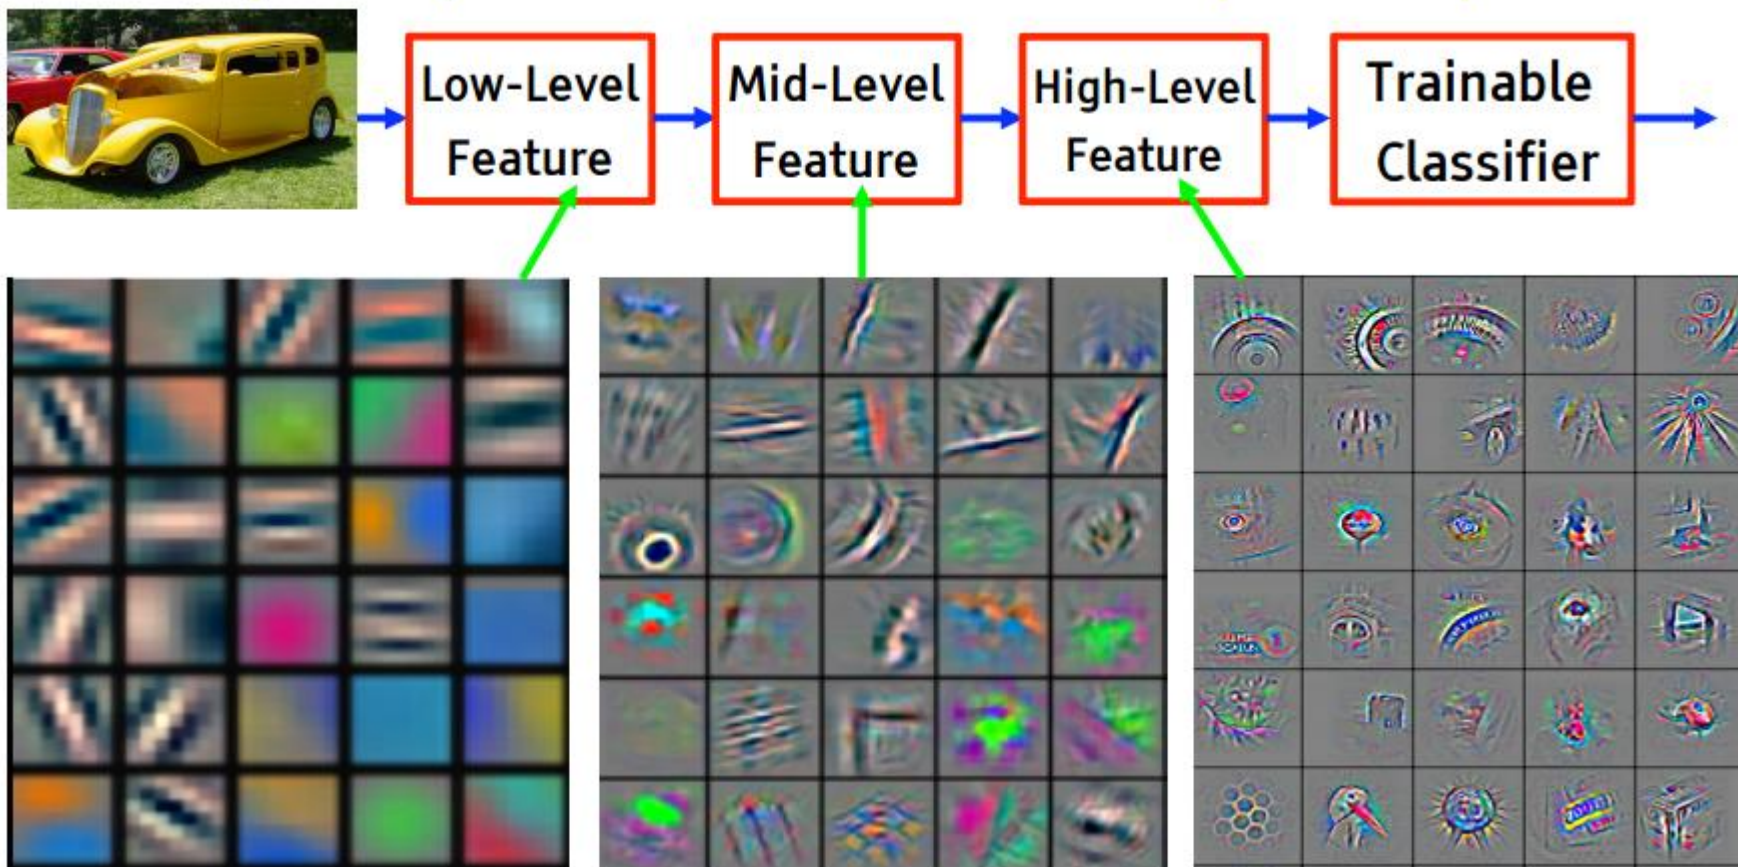 Low-Level
Feature
Mid-Level
Feature
High-Level
Feature
Trainable
Classifier